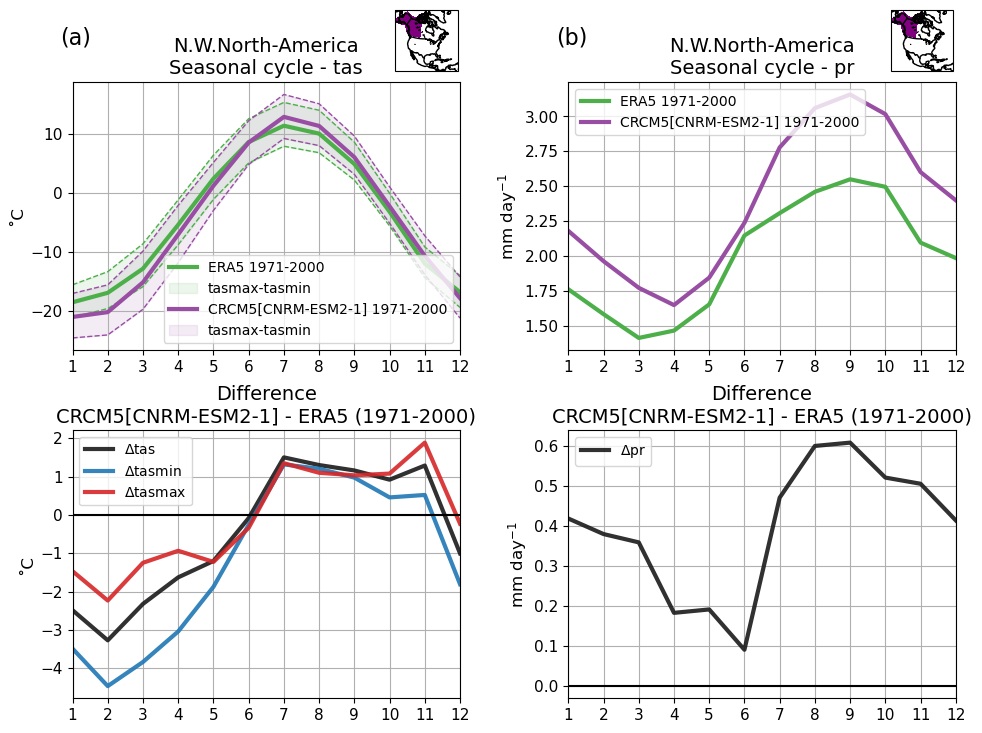 (a)
N.W.North-America
Seasonal cycle - tas
10
0
−10
−20
˚C
ERA5 1971-2000
tasmax-tasmin
CRCM5[CNRM-ESM2-1] 1971-2000
tasmax-tasmin
1 2 3 4 5 6 7 8 9 10 11 12
(b)
N.W.North-America
Seasonal cycle - pr
ERA5 1971-2000
CRCM5[CNRM-ESM2-1] 1971-2000
3.00
2.75
2.50
2.25
2.00
1.75
1.50
mm day⁻¹
1 2 3 4 5 6 7 8 9 10 11 12
Difference
CRCM5[CNRM-ESM2-1] - ERA5 (1971-2000)
2
1
0
−1
−2
−3
−4
˚C
Δtas
Δtasmin
Δtasmax
1 2 3 4 5 6 7 8 9 10 11 12
Difference
CRCM5[CNRM-ESM2-1] - ERA5 (1971-2000)
0.6
0.5
0.4
0.3
0.2
0.1
0.0
mm day⁻¹
Δpr
1 2 3 4 5 6 7 8 9 10 11 12